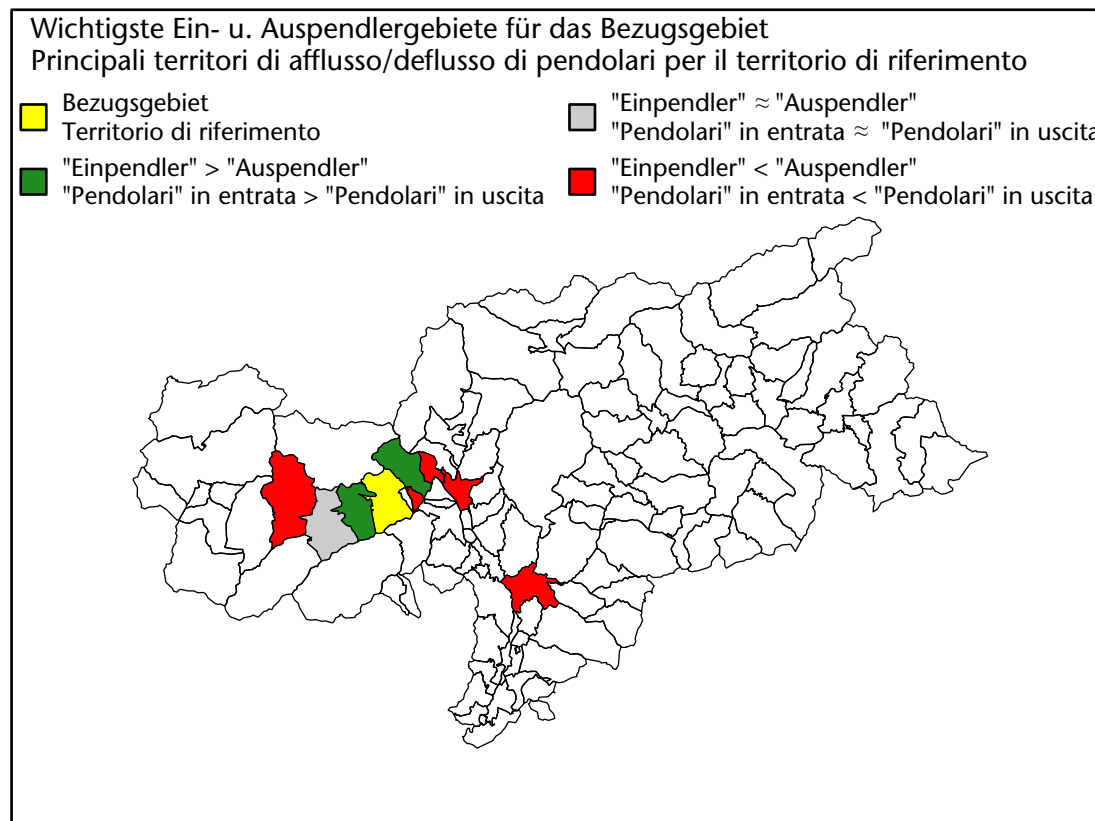 Wichtigste Ein- u. Auspendlergebiete für das Bezugsgebiet
Principali territori di afflusso/deflusso di pendolari per il territorio di riferimento
Bezugsgebiet
Territorio di riferimento
"Einpendler" > "Auspendler"
"Pendolari" in entrata > "Pendolari" in uscita
"Einpendler" ≈ "Auspendler"
"Pendolari" in entrata ≈ "Pendolari" in uscita
"Einpendler" < "Auspendler"
"Pendolari" in entrata < "Pendolari" in uscita